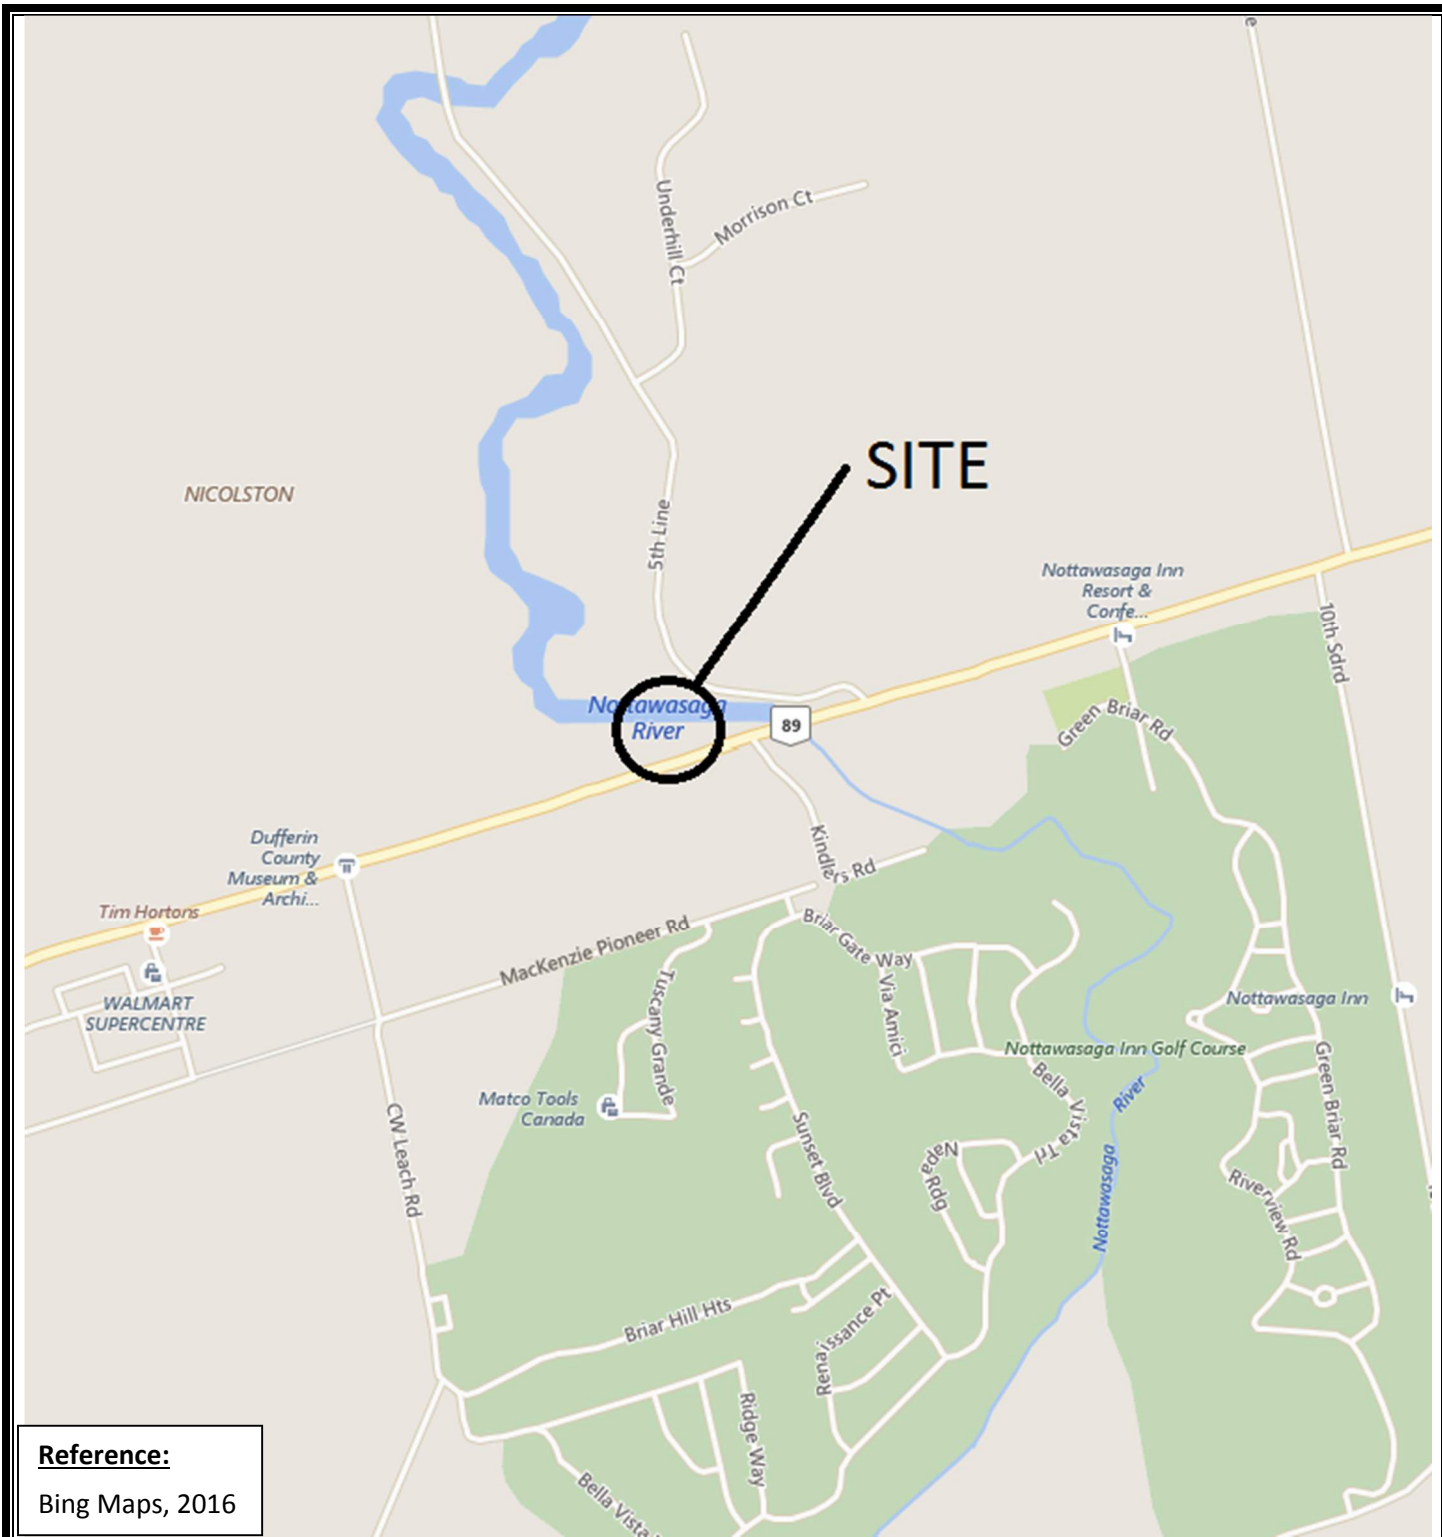 e
Underhill Ct
Morrison Ct
SITE
NICOLSTON
5th Line
Nottawasaga Inn
Resort &
Confe...
10th Sdrd
Nottawasaga
River
89
Green Briar Rd
Dufferin
County
Museum &
Archi...
Kindlers Rd
Tim Hortons
MacKenzie Pioneer Rd
Briar Gate Way
WALMART
SUPERCENTRE
Tuscany Grande
Via Amici
Nottawasaga Inn
Nottawasaga Inn Golf Course
Matco Tools
Canada
Bella Vista Trl
River
Green Briar Rd
CW Leach Rd
Sunset Blvd
Napa Rdg
Nottawasaga
Riverview Rd
Briar Hill Hts
Renaissance Pt
Ridge Way
Bella Vista
Reference:
Bing Maps, 2016